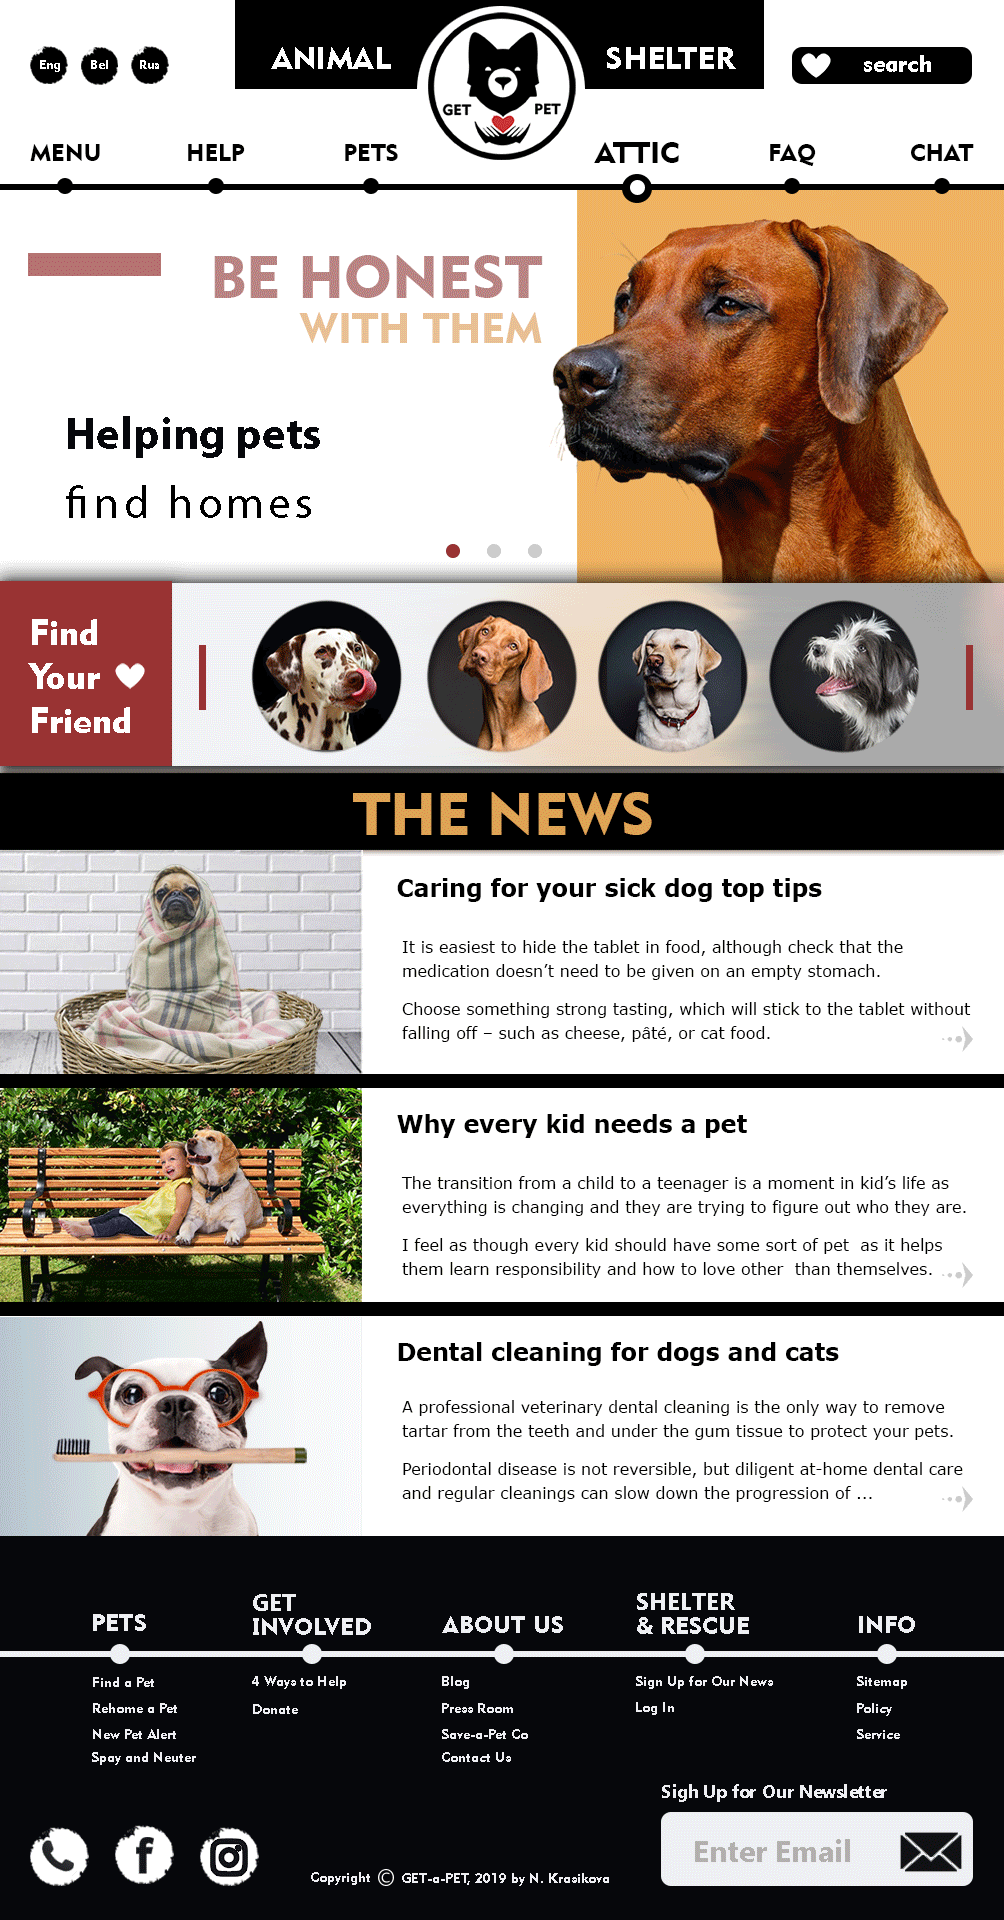 Eng Bel Rus
ANIMAL SHELTER
GET PET
search
MENU HELP PETS ATTIC FAQ CHAT
BE HONEST
WITH THEM
Helping pets
find homes
Find
Your
Friend
THE NEWS
Caring for your sick dog top tips
It is easiest to hide the tablet in food, although check that the
medication doesn’t need to be given on an empty stomach.
Choose something strong tasting, which will stick to the tablet without
falling off – such as cheese, pâté, or cat food.
Why every kid needs a pet
The transition from a child to a teenager is a moment in kid’s life as
everything is changing and they are trying to figure out who they are.
I feel as though every kid should have some sort of pet  as it helps
them learn responsibility and how to love other  than themselves.
Dental cleaning for dogs and cats
A professional veterinary dental cleaning is the only way to remove
tartar from the teeth and under the gum tissue to protect your pets.
Periodontal disease is not reversible, but diligent at-home dental care
and regular cleanings can slow down the progression of ...
PETS
Find a Pet
Rehome a Pet
New Pet Alert
Spay and Neuter
GET
INVOLVED
4 Ways to Help
Donate
ABOUT US
Blog
Press Room
Save-a-Pet Co
Contact Us
SHELTER
& RESCUE
Sign Up for Our News
Log In
INFO
Sitemap
Policy
Service
Sigh Up for Our Newsletter
Enter Email
Copyright © GET-a-PET, 2019 by N. Krasikova